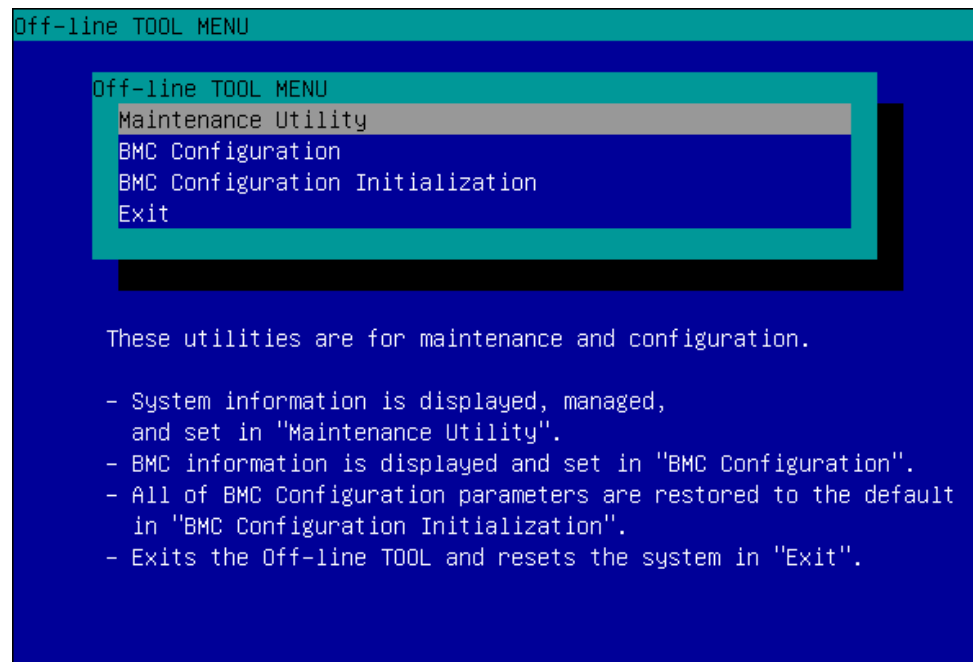 Off-line TOOL MENU
Off-line TOOL MENU
Maintenance Utility
BMC Configuration
BMC Configuration Initialization
Exit
These utilities are for maintenance and configuration.
- System information is displayed, managed,
and set in "Maintenance Utility".
- BMC information is displayed and set in "BMC Configuration".
- All of BMC Configuration parameters are restored to the default
in "BMC Configuration Initialization".
- Exits the Off-line TOOL and resets the system in "Exit".